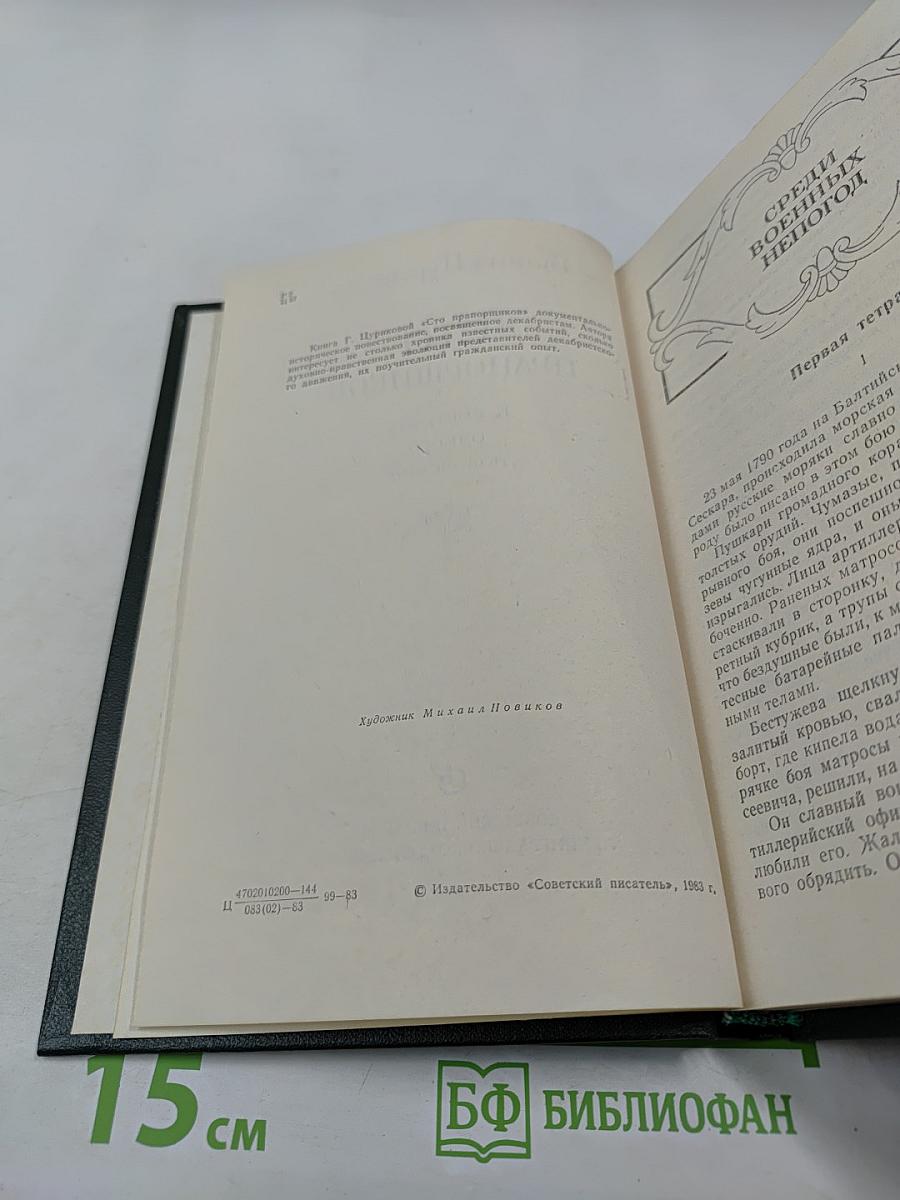 Книга Г. Цуриковой «Сто прапорщиков» документально-
историческое повествование, посвященное декабристам. Автора
интересует не столько хроника известных событий, сколько
духовно-нравственная эволюция представителей декабристско-
го движения, их поучительный гражданский опыт.
Художник Михаил Новиков
Ц 4702010200—144 99—83
083(02)—83
© Издательство «Советский писатель», 1983 г.
СРЕДИ
ВОЕННЫХ
НЕПОГОД
Первая тетра
1
23 мая 1790 года на Балтийск
Сескара, происходила морская
дами русские моряки славно
роду было писано в этом бою
Пушкари громадного кора
толстых орудий. Чумазые, п
рывного боя, они поспешно
зевы чугунные ядра, и оны
изрыгались. Лица артиллер
боченно. Раненых матросо
стаскивали в сторонку, д
ретный кубрик, а трупы с
что бездушные были, к м
тесные батарейные пал
ными телами.
Бестужева щелкну
залитый кровью, свал
борт, где кипела вода
рячке боя матросы
сеевича, решили, на
Он славный вои
тиллерийский офи
любили его. Жал
вого обрядить. О
15 см
БФ БИБЛИОФАН